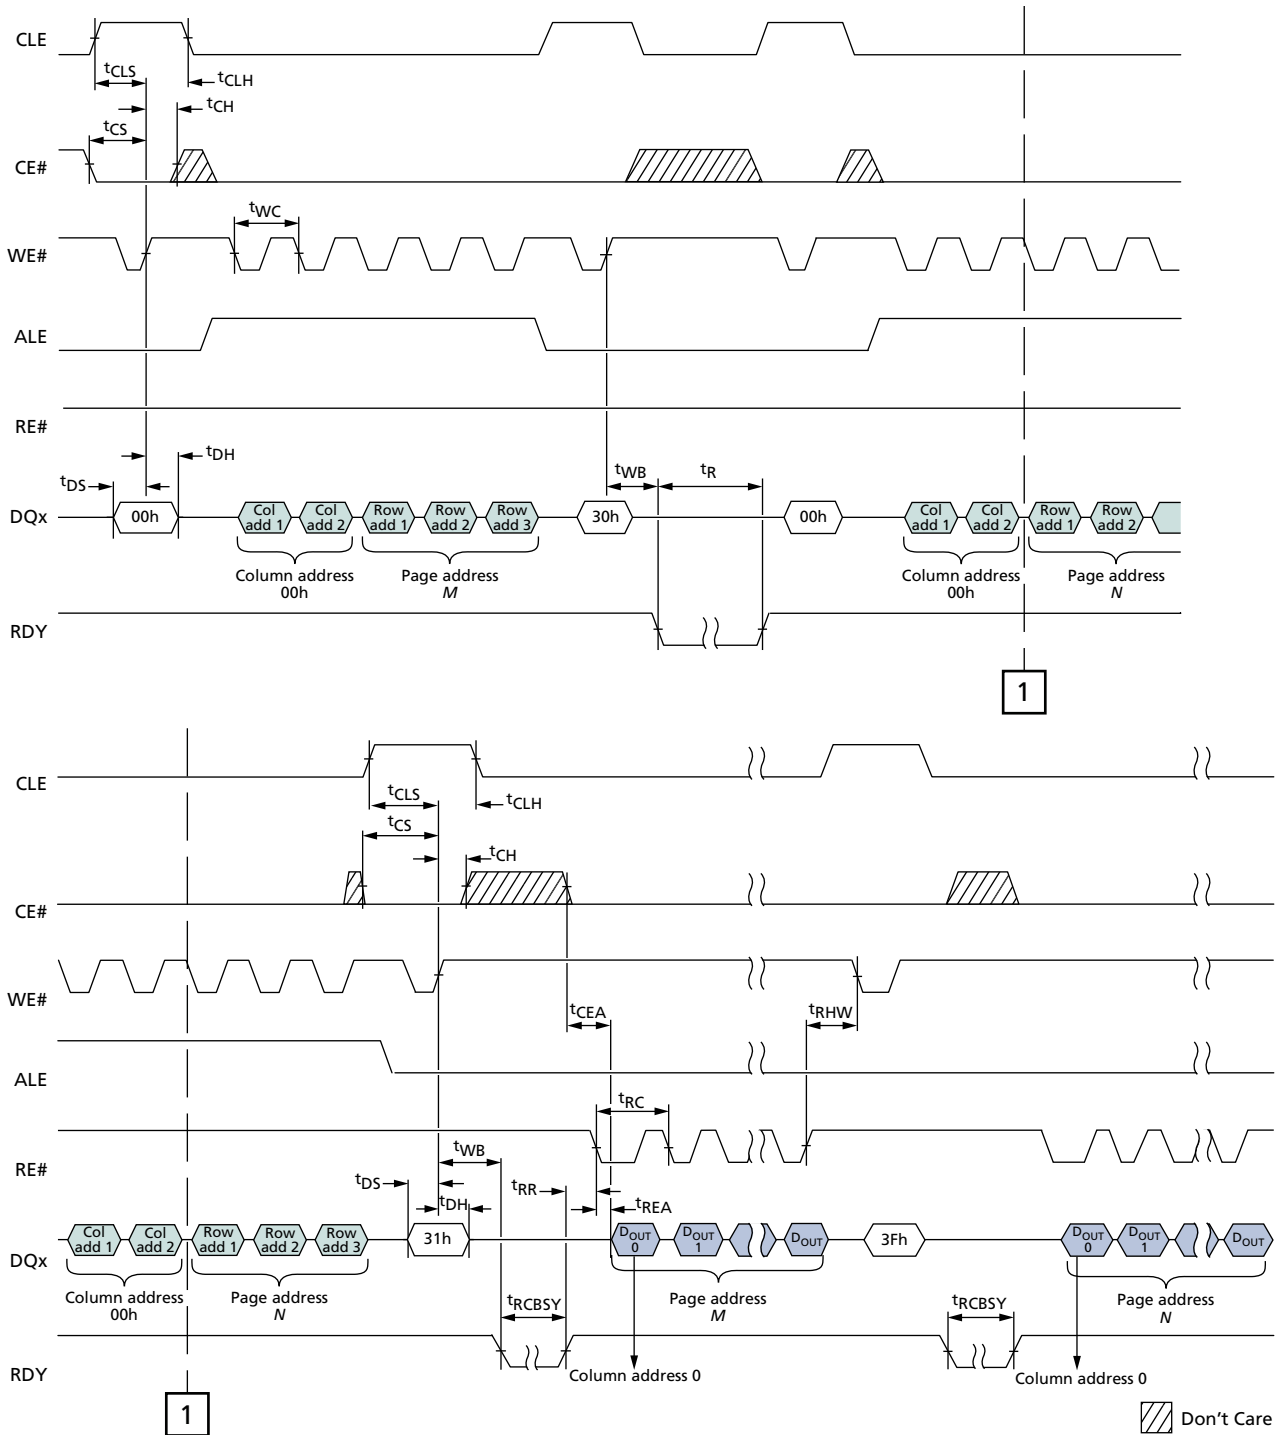 CLE
tCLS
tCLH
tCH
tCS
CE#
tWC
WE#
ALE
RE#
tDH
tDS
tWB
tR
DQx
00h
Col add 1
Col add 2
Row add 1
Row add 2
Row add 3
30h
00h
Col add 1
Col add 2
Row add 1
Row add 2
Column address 00h
Page address M
Column address 00h
Page address N
RDY
1
CLE
tCLS
tCLH
tCS
tCH
CE#
WE#
tCEA
tRHW
ALE
tRC
RE#
tWB
tDS
tDH
tRR
tREA
DQx
Col add 1
Col add 2
Row add 1
Row add 2
Row add 3
31h
DOUT 0
DOUT 1
DOUT
3Fh
DOUT 0
DOUT 1
DOUT
Column address 00h
Page address N
Page address M
Page address N
tRCBSY
tRCBSY
RDY
Column address 0
Column address 0
1
Don't Care